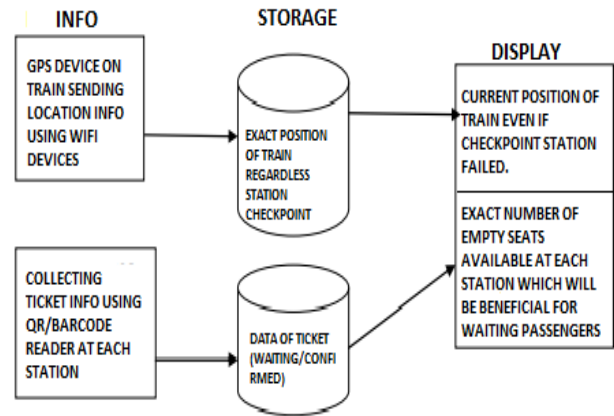 INFO
STORAGE
DISPLAY
GPS DEVICE ON
TRAIN SENDING
LOCATION INFO
USING WIFI
DEVICES
EXACT POSITION
OF TRAIN
REGARDLESS
STATION
CHECKPOINT
CURRENT POSITION OF
TRAIN EVEN IF
CHECKPOINT STATION
FAILED.
EXACT NUMBER OF
EMPTY SEATS
AVAILABLE AT EACH
STATION WHICH WILL
BE BENEFICIAL FOR
WAITING PASSENGERS
COLLECTING
TICKET INFO USING
QR/BARCODE
READER AT EACH
STATION
DATA OF TICKET
(WAITING/CONFI
RMED)